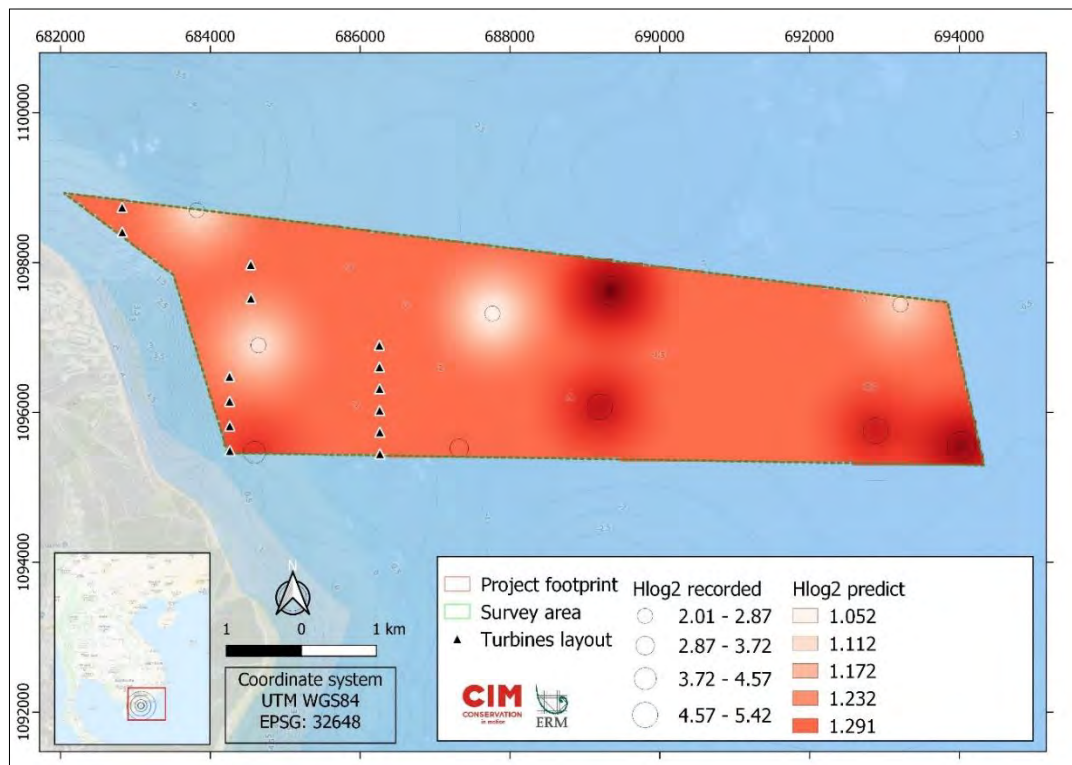 682000 684000 686000 688000 690000 692000 694000
1100000
1098000
1096000
1094000
1092000
N
1 0 1 km
Coordinate system
UTM WGS84
EPSG: 32648
Project footprint
Survey area
Turbines layout
CIM
CONSERVATION
in motion
ERM
Hlog2 recorded
2.01 - 2.87
2.87 - 3.72
3.72 - 4.57
4.57 - 5.42
Hlog2 predict
1.052
1.112
1.172
1.232
1.291